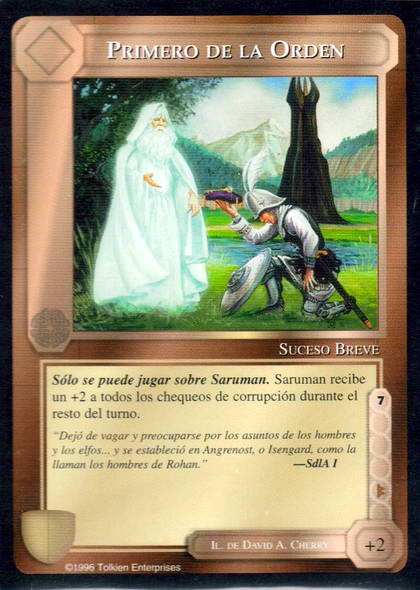 PRIMERO DE LA ORDEN
SUCESO BREVE
Sólo se puede jugar sobre Saruman. Saruman recibe
un +2 a todos los chequeos de corrupción durante el
resto del turno.
7
"Dejó de vagar y preocuparse por los asuntos de los hombres
y los elfos... y se estableció en Angrenost, o Isengard, como la
llaman los hombres de Rohan." —SdlA I
IL. DE DAVID A. CHERRY
+2
©1996 Tolkien Enterprises